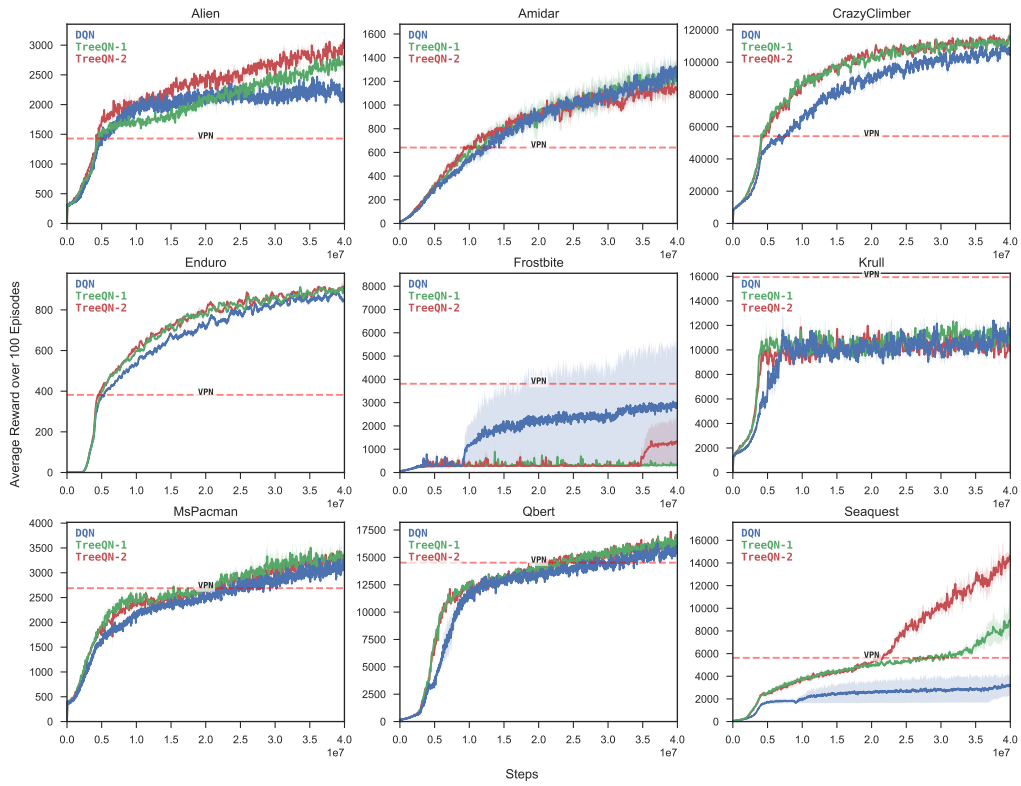 Alien
DQN
TreeQN-1
TreeQN-2
VPN
3000
2500
2000
1500
1000
500
0
0.0 0.5 1.0 1.5 2.0 2.5 3.0 3.5 4.0
1e7
Amidar
DQN
TreeQN-1
TreeQN-2
VPN
1600
1400
1200
1000
800
600
400
200
0
0.0 0.5 1.0 1.5 2.0 2.5 3.0 3.5 4.0
1e7
CrazyClimber
DQN
TreeQN-1
TreeQN-2
VPN
120000
100000
80000
60000
40000
20000
0
0.0 0.5 1.0 1.5 2.0 2.5 3.0 3.5 4.0
1e7
Average Reward over 100 Episodes
Enduro
DQN
TreeQN-1
TreeQN-2
VPN
800
600
400
200
0
0.0 0.5 1.0 1.5 2.0 2.5 3.0 3.5 4.0
1e7
Frostbite
DQN
TreeQN-1
TreeQN-2
VPN
8000
7000
6000
5000
4000
3000
2000
1000
0
0.0 0.5 1.0 1.5 2.0 2.5 3.0 3.5 4.0
1e7
Krull
VPN
DQN
TreeQN-1
TreeQN-2
16000
14000
12000
10000
8000
6000
4000
2000
0
0.0 0.5 1.0 1.5 2.0 2.5 3.0 3.5 4.0
1e7
MsPacman
DQN
TreeQN-1
TreeQN-2
VPN
4000
3500
3000
2500
2000
1500
1000
500
0
0.0 0.5 1.0 1.5 2.0 2.5 3.0 3.5 4.0
1e7
Qbert
DQN
TreeQN-1
TreeQN-2
VPN
17500
15000
12500
10000
7500
5000
2500
0
0.0 0.5 1.0 1.5 2.0 2.5 3.0 3.5 4.0
1e7
Seaquest
DQN
TreeQN-1
TreeQN-2
VPN
16000
14000
12000
10000
8000
6000
4000
2000
0
0.0 0.5 1.0 1.5 2.0 2.5 3.0 3.5 4.0
1e7
Steps